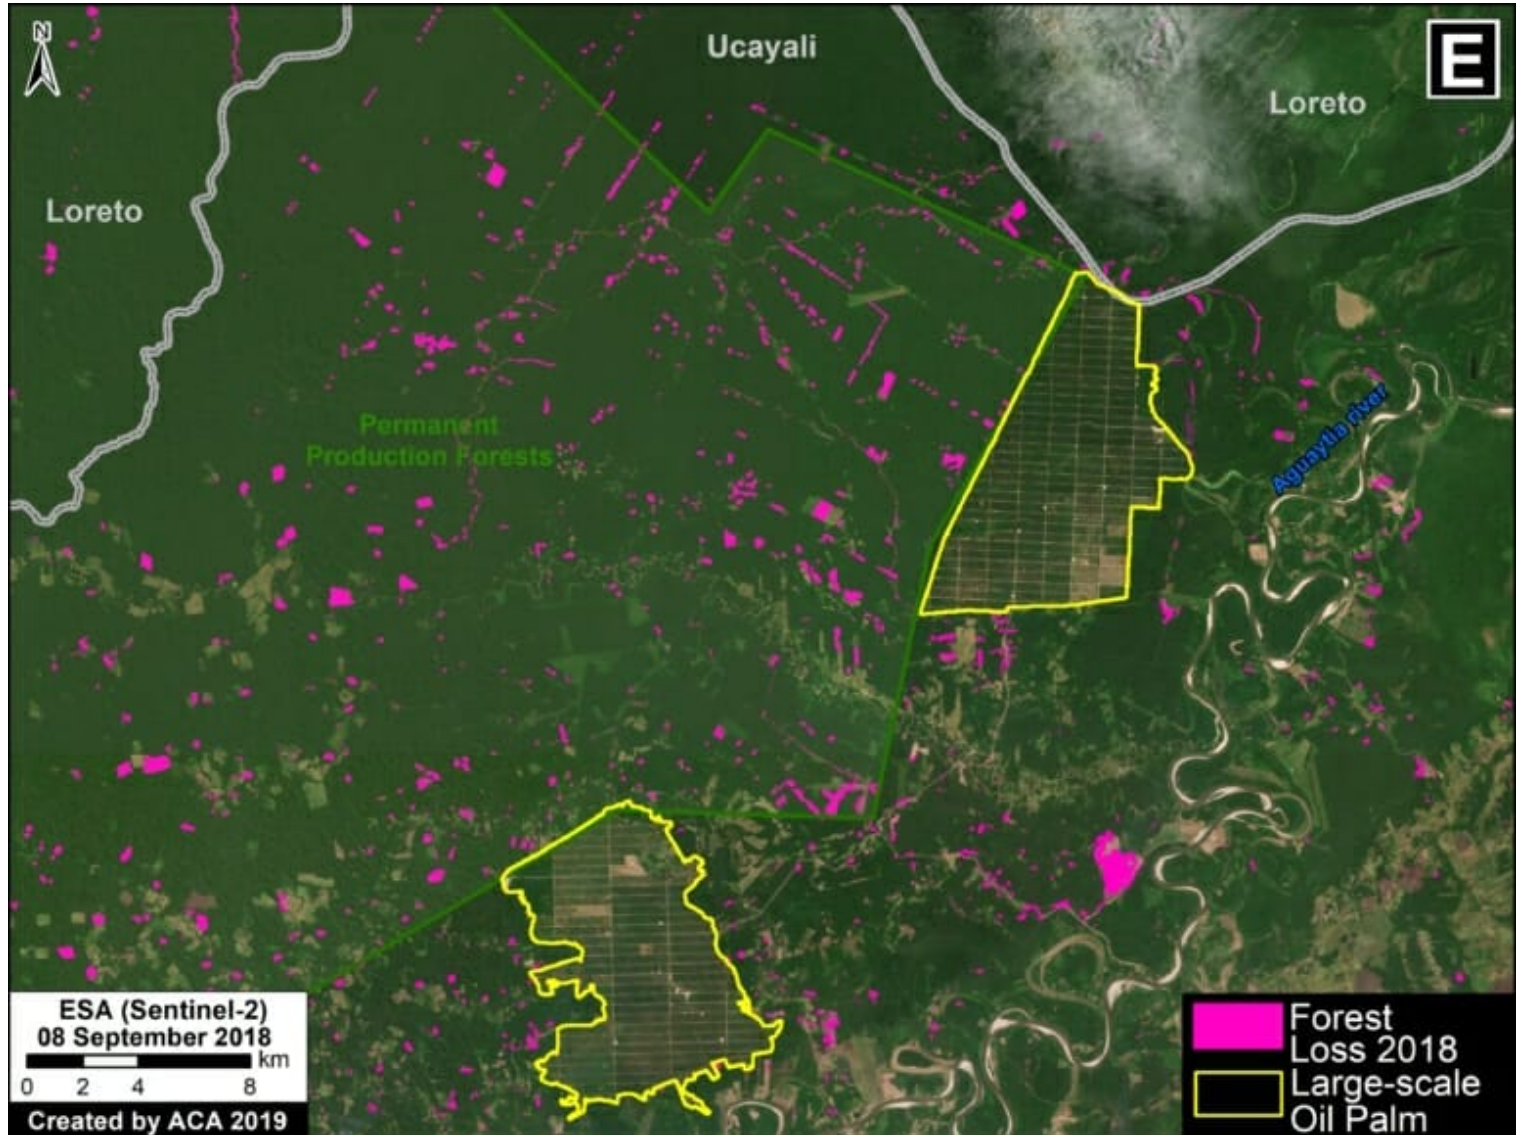 N
Ucayali
E
Loreto
Loreto
Aguaytía river
Permanent
Production Forests
ESA (Sentinel-2)
08 September 2018
km
0 2 4 8
Created by ACA 2019
Forest
Loss 2018
Large-scale
Oil Palm